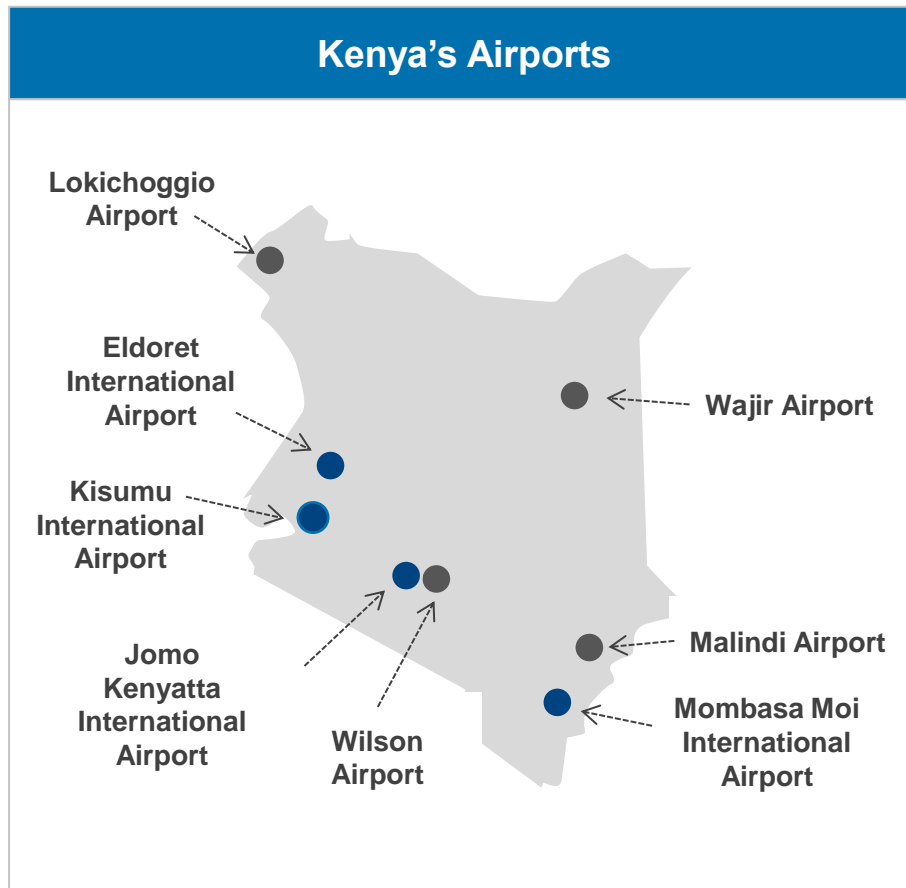 Kenya's Airports
Lokichoggio
Airport
Eldoret
International
Airport
Wajir Airport
Kisumu
International
Airport
Jomo
Kenyatta
International
Airport
Wilson
Airport
Malindi Airport
Mombasa Moi
International
Airport